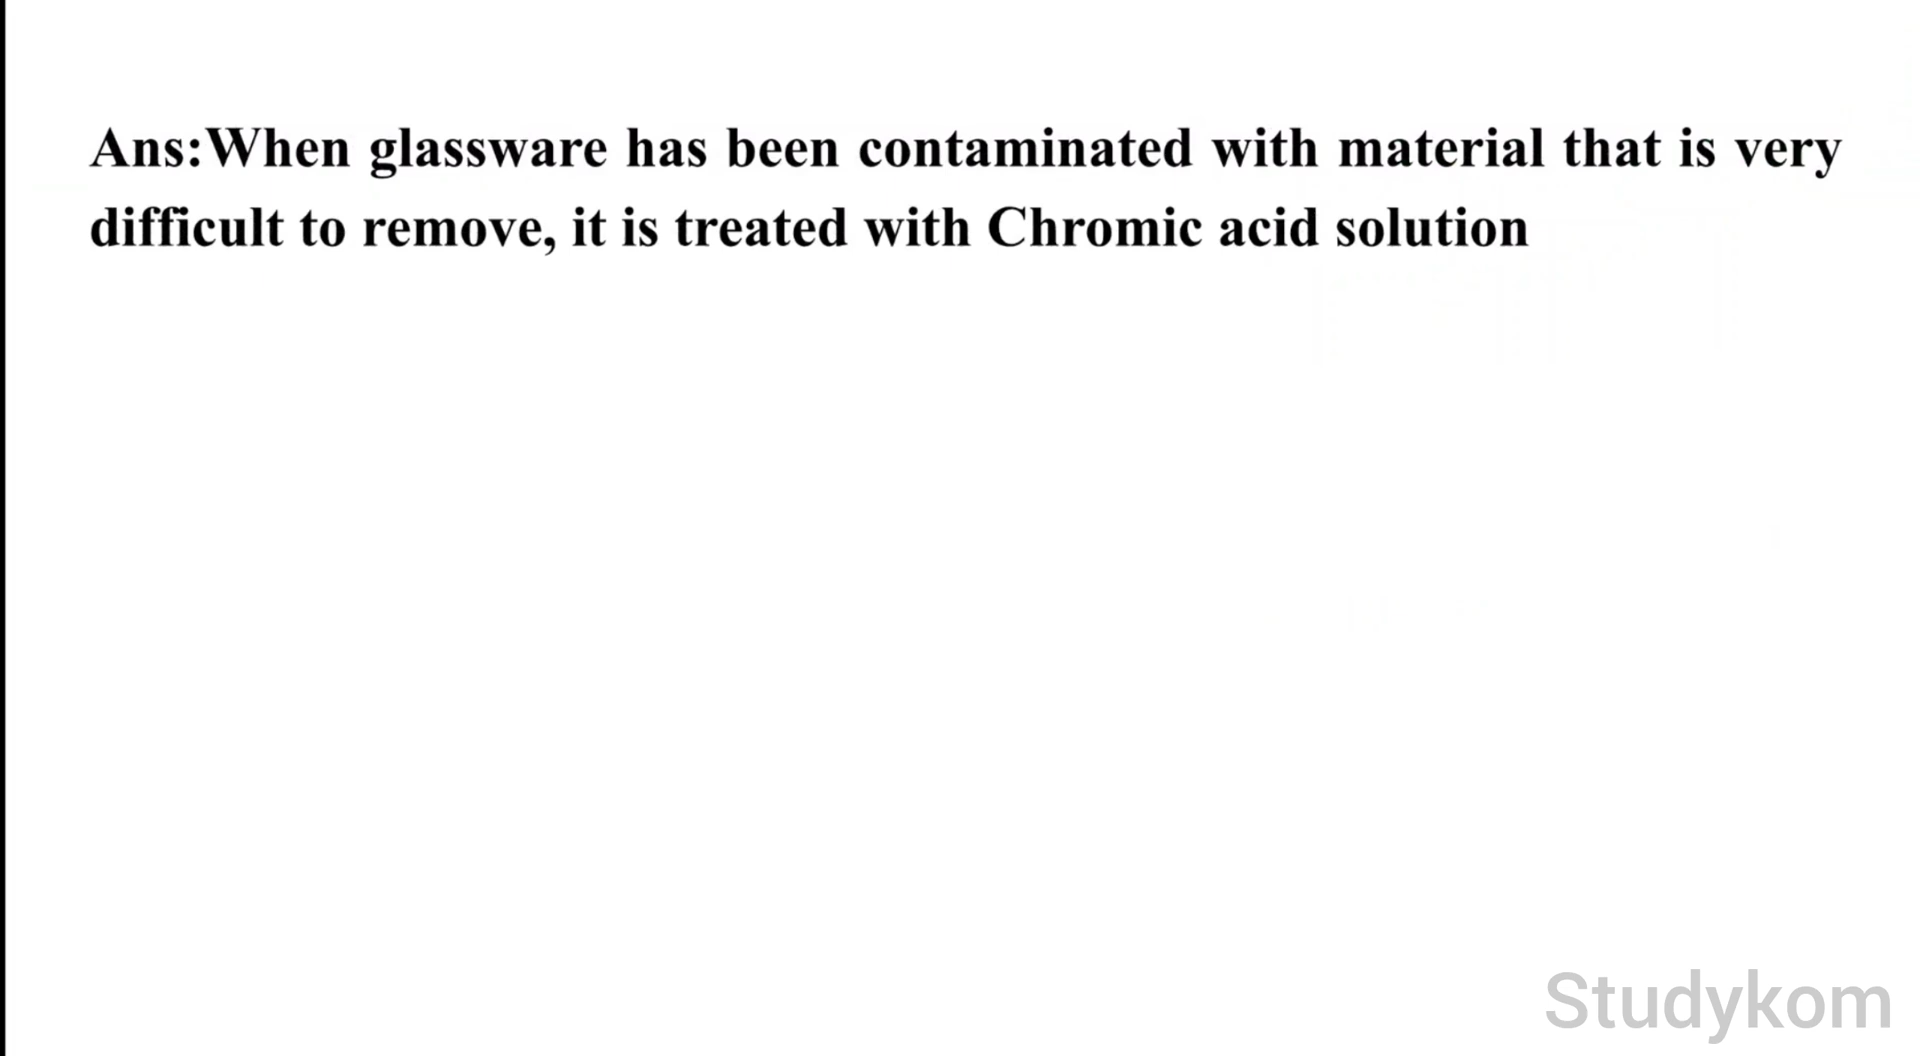 Ans:When glassware has been contaminated with material that is very
difficult to remove, it is treated with Chromic acid solution
Studykom